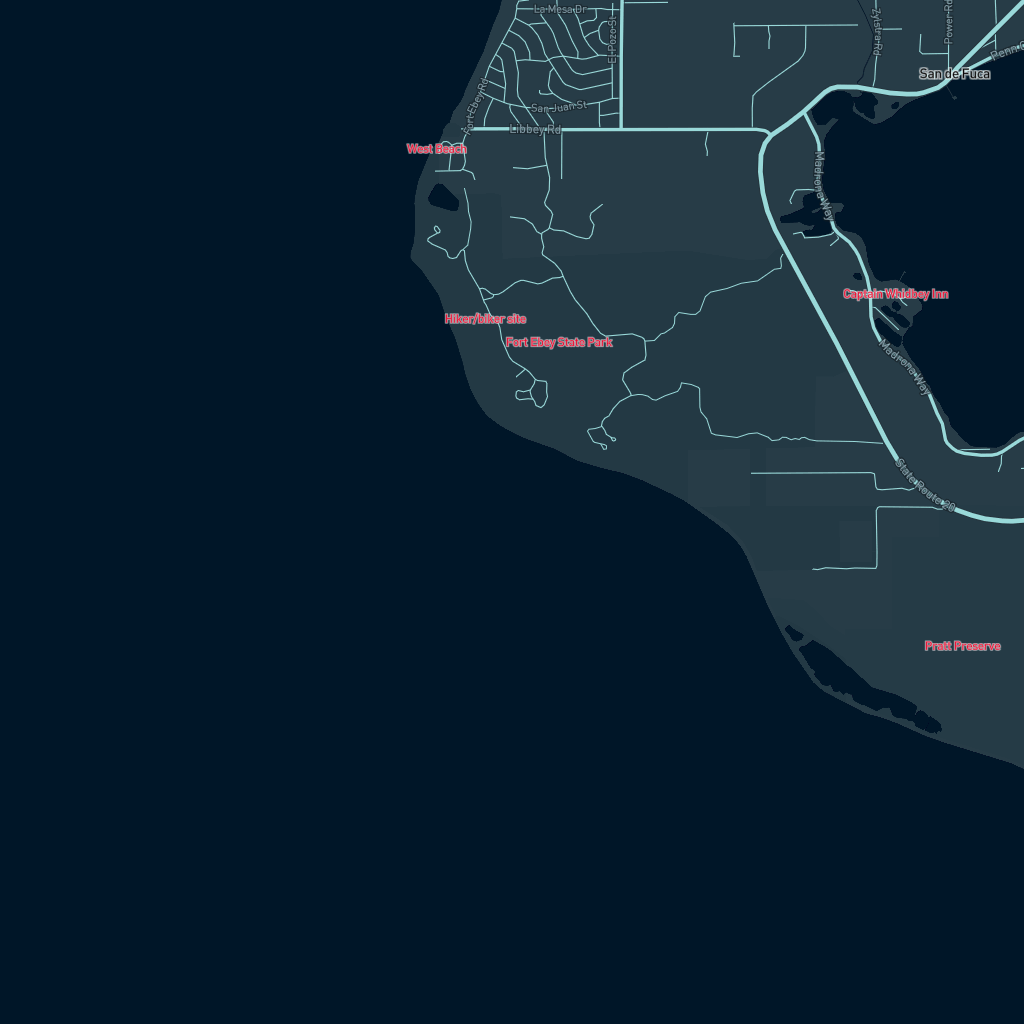 La Mesa Dr
El Pozo St
Zylstra Rd
Power Rd
San de Fuca
Fort Ebey Rd
San Juan St
Libbey Rd
West Beach
Madrona Way
Captain Whidbey Inn
Hiker/biker site
Fort Ebey State Park
Madrona Way
State Route 20
Pratt Preserve